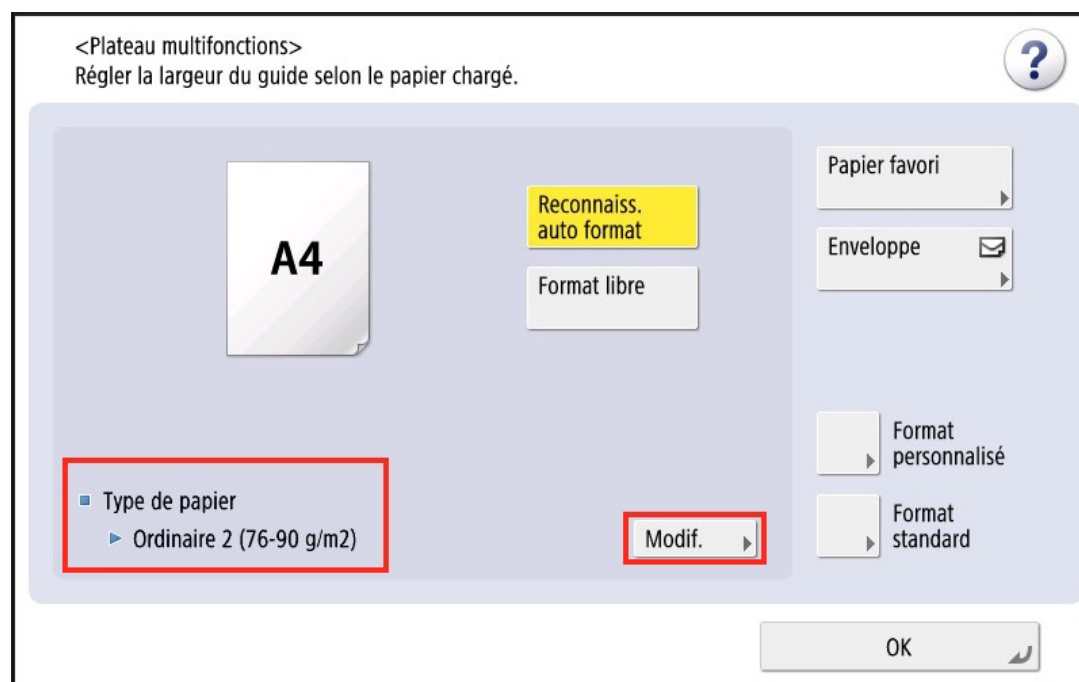 <Plateau multifonctions>
Régler la largeur du guide selon le papier chargé.
?
A4
Reconnaiss.
auto format
Format libre
Papier favori
Enveloppe
Type de papier
Ordinaire 2 (76-90 g/m2)
Modif.
Format
personnalisé
Format
standard
OK